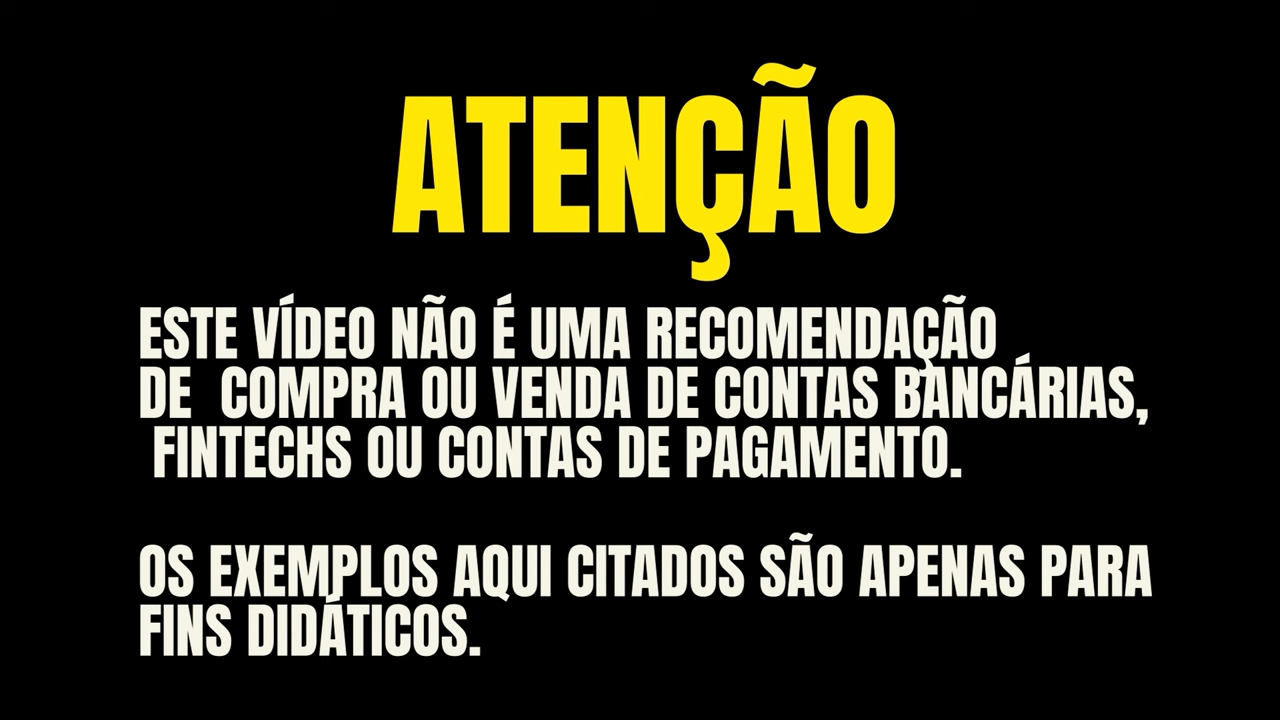 ATENÇÃO
ESTE VÍDEO NÃO É UMA RECOMENDAÇÃO
DE COMPRA OU VENDA DE CONTAS BANCÁRIAS,
FINTECHS OU CONTAS DE PAGAMENTO.
OS EXEMPLOS AQUI CITADOS SÃO APENAS PARA
FINS DIDÁTICOS.